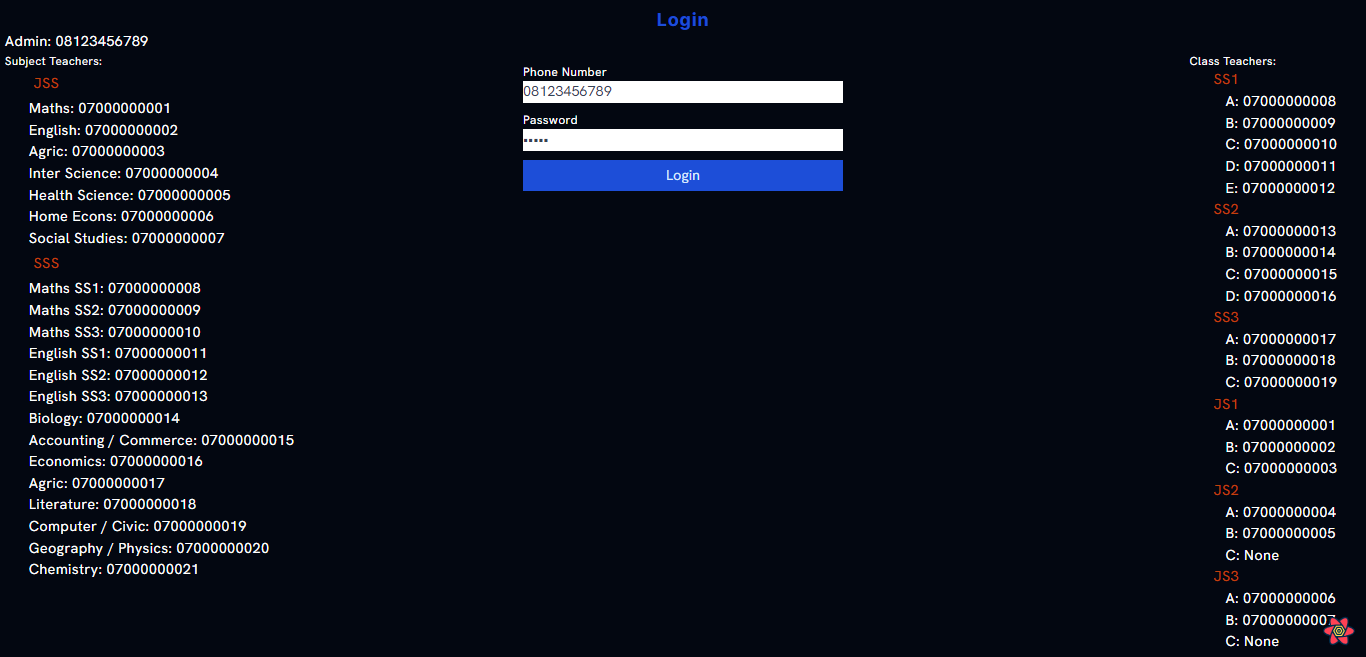 Login
Admin: 08123456789
Subject Teachers:
JSS
Maths: 07000000001
English: 07000000002
Agric: 07000000003
Inter Science: 07000000004
Health Science: 07000000005
Home Econs: 07000000006
Social Studies: 07000000007
SSS
Maths SS1: 07000000008
Maths SS2: 07000000009
Maths SS3: 07000000010
English SS1: 07000000011
English SS2: 07000000012
English SS3: 07000000013
Biology: 07000000014
Accounting / Commerce: 07000000015
Economics: 07000000016
Agric: 07000000017
Literature: 07000000018
Computer / Civic: 07000000019
Geography / Physics: 07000000020
Chemistry: 07000000021
Phone Number
08123456789
Password
•••••
Login
Class Teachers:
SS1
A: 07000000008
B: 07000000009
C: 07000000010
D: 07000000011
E: 07000000012
SS2
A: 07000000013
B: 07000000014
C: 07000000015
D: 07000000016
SS3
A: 07000000017
B: 07000000018
C: 07000000019
JS1
A: 07000000001
B: 07000000002
C: 07000000003
JS2
A: 07000000004
B: 07000000005
C: None
JS3
A: 07000000006
B: 07000000007
C: None